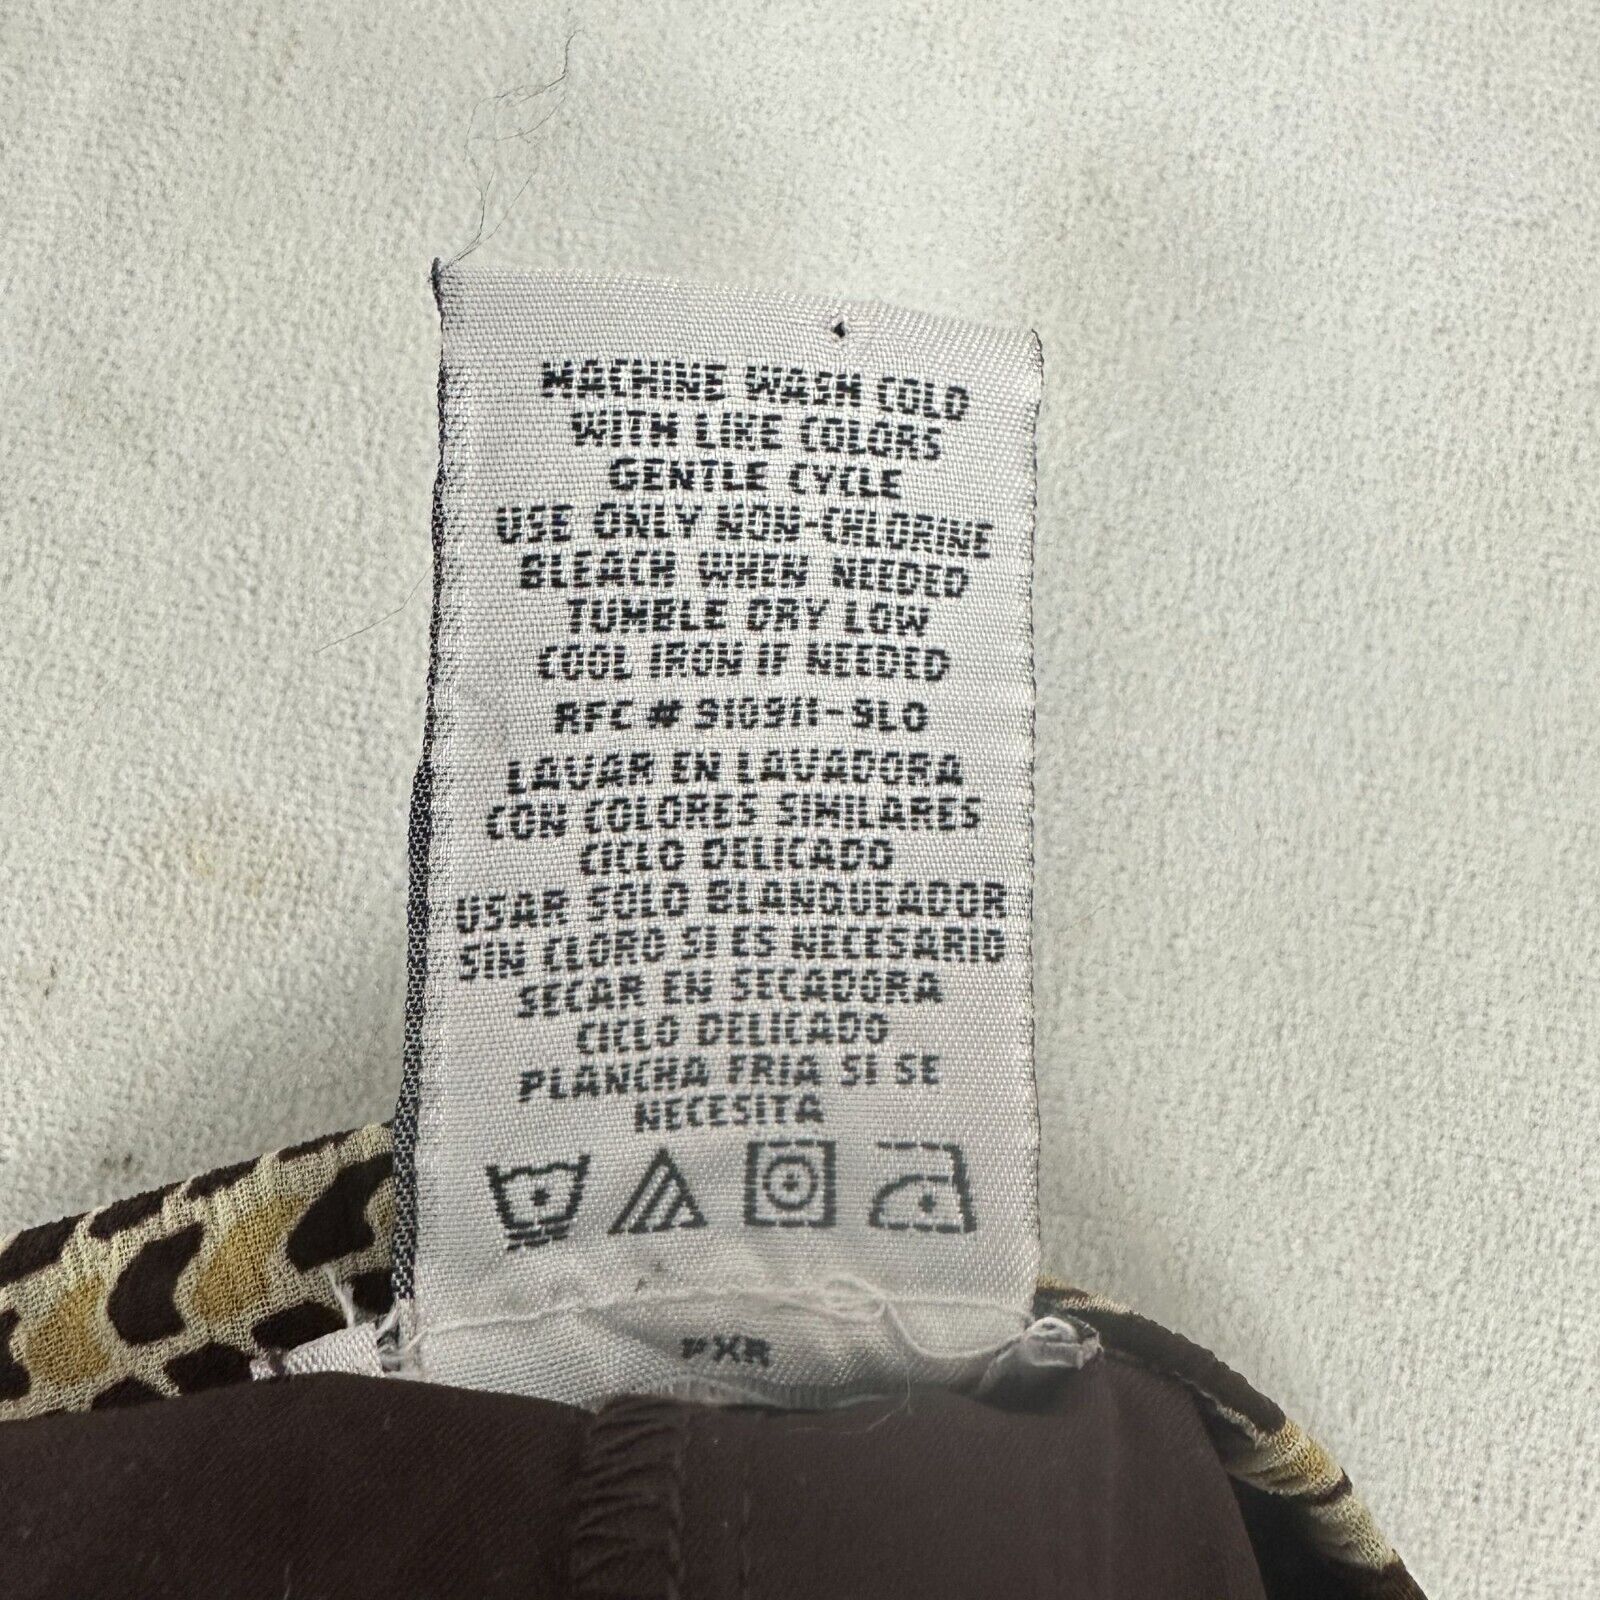 MACHINE WASH COLD
WITH LIKE COLORS
GENTLE CYCLE
USE ONLY NON-CHLORINE
BLEACH WHEN NEEDED
TUMBLE DRY LOW
COOL IRON IF NEEDED
RFC # 910911-9L0
LAVAR EN LAVADORA
CON COLORES SIMILARES
CICLO DELICADO
USAR SOLO BLANQUEADOR
SIN CLORO SI ES NECESARIO
SECAR EN SECADORA
CICLO DELICADO
PLANCHA FRIA SI SE
NECESITA
PXR